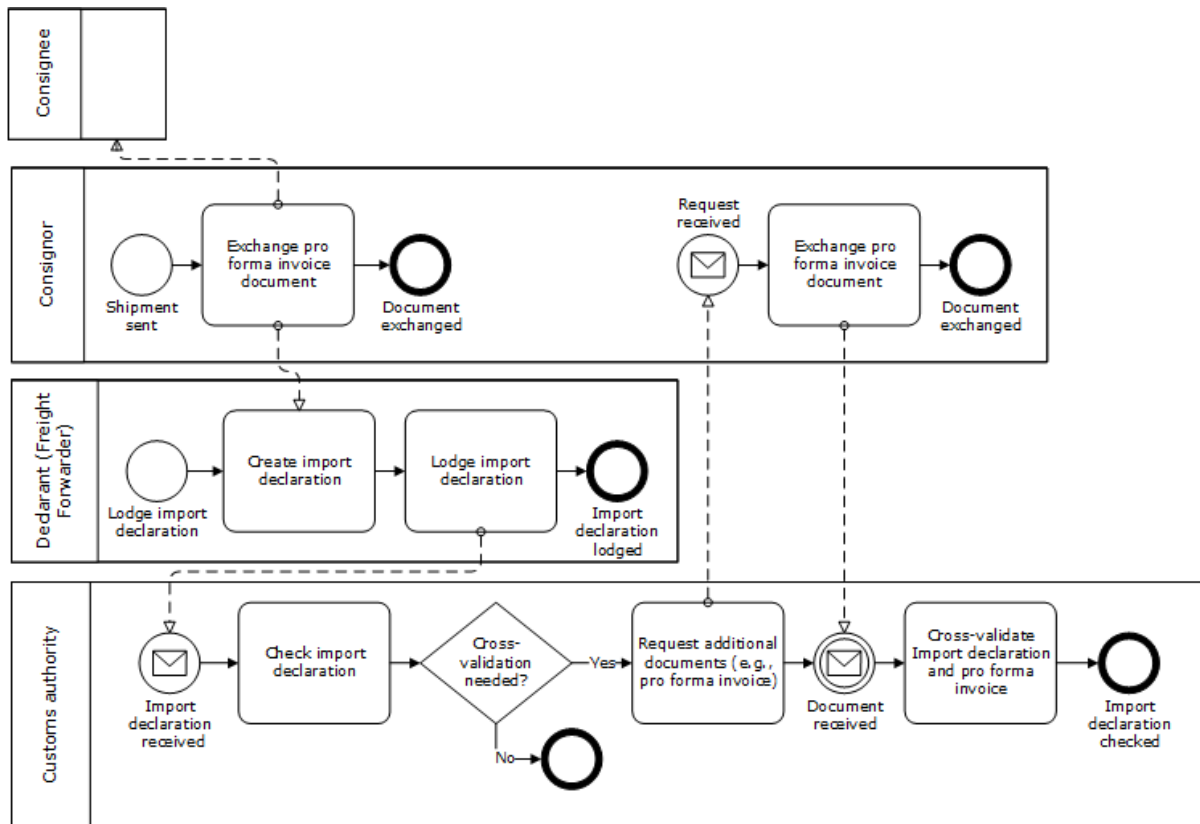 Consignee
Consignor
Shipment
sent
Exchange pro
forma invoice
document
Document
exchanged
Request
received
Exchange pro
forma invoice
document
Document
exchanged
Declarant (Freight
Forwarder)
Lodge import
declaration
Create import
declaration
Lodge import
declaration
Import
declaration
lodged
Customs authority
Import
declaration
received
Check import
declaration
Cross-
validation
needed?
Yes
No
Request additional
documents (e.g.,
pro forma invoice)
Document
received
Cross-validate
Import declaration
and pro forma
invoice
Import
declaration
checked